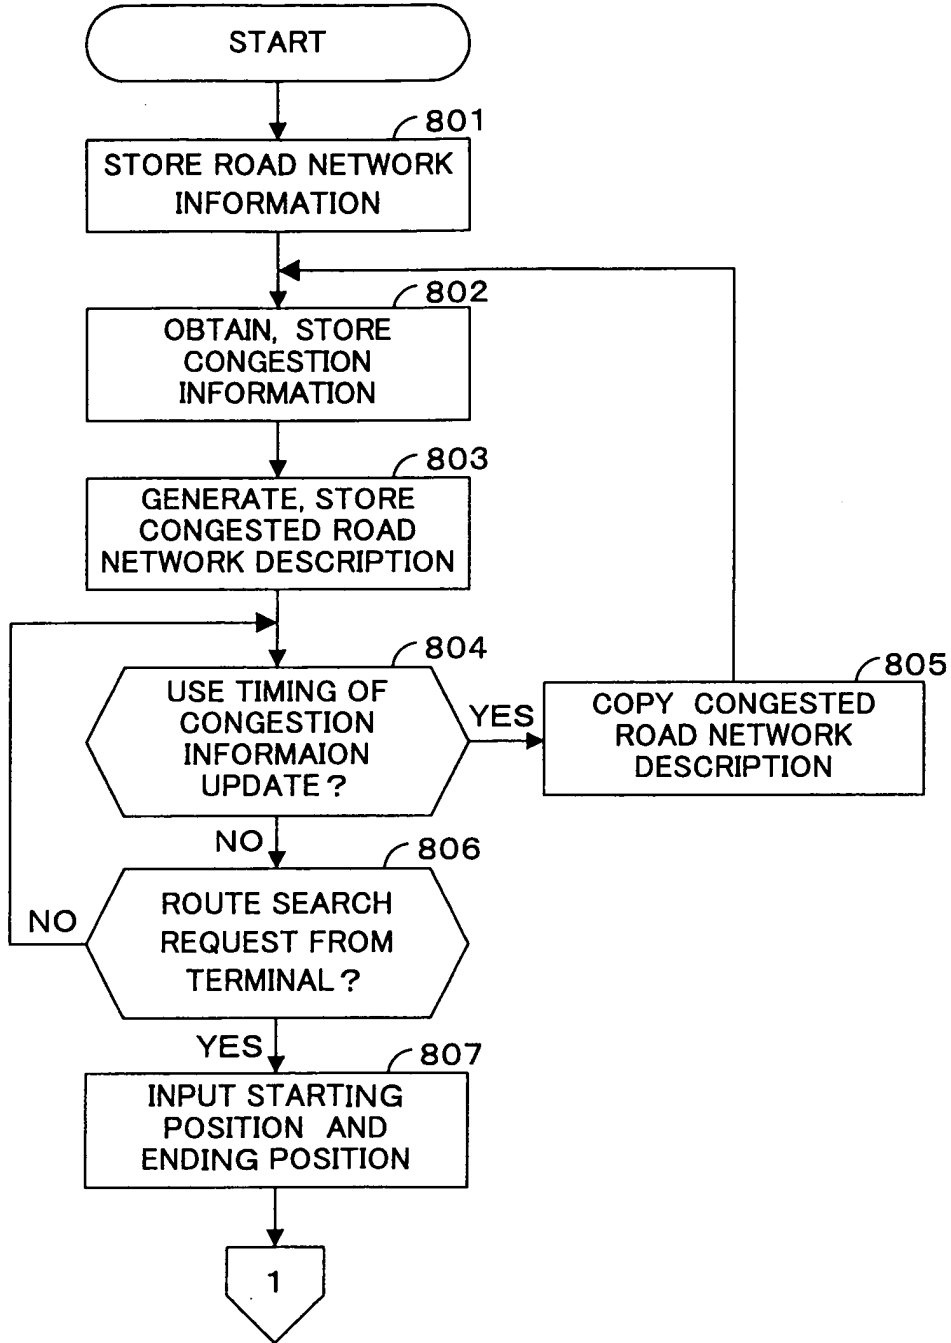 START
801
STORE ROAD NETWORK
INFORMATION
802
OBTAIN, STORE
CONGESTION
INFORMATION
803
GENERATE, STORE
CONGESTED ROAD
NETWORK DESCRIPTION
804
USE TIMING OF
CONGESTION
INFORMAION
UPDATE?
YES
805
COPY CONGESTED
ROAD NETWORK
DESCRIPTION
NO
806
ROUTE SEARCH
REQUEST FROM
TERMINAL?
NO
YES
807
INPUT STARTING
POSITION AND
ENDING POSITION
1